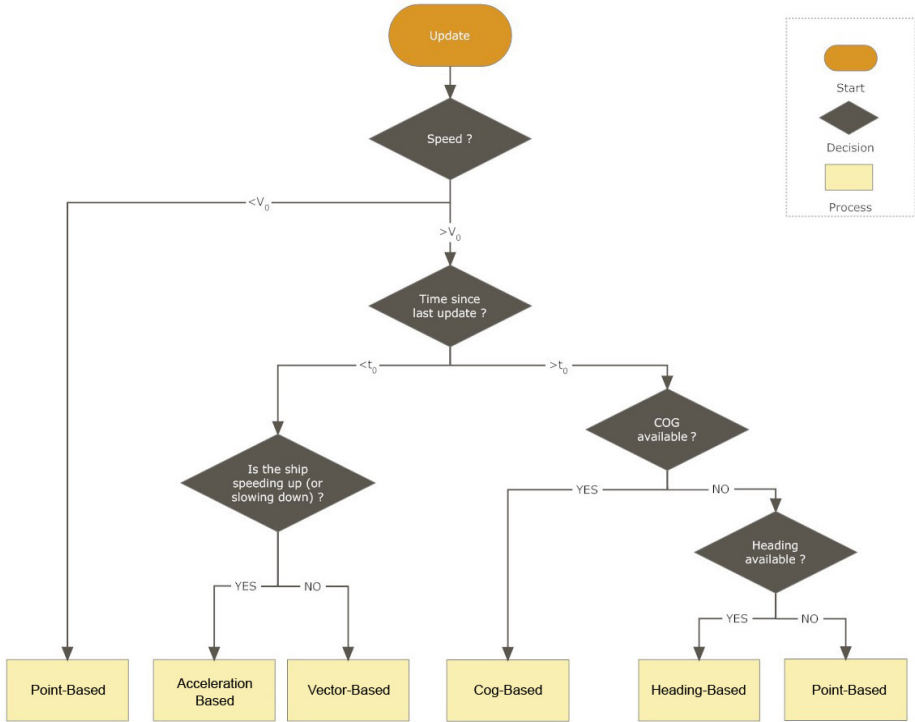 Update
Start
Speed ?
Decision
Process
<V₀
>V₀
Time since
last update ?
<t₀
>t₀
COG
available ?
Is the ship
speeding up (or
slowing down) ?
YES
NO
Heading
available ?
YES
NO
YES
NO
Point-Based
Acceleration
Based
Vector-Based
Cog-Based
Heading-Based
Point-Based